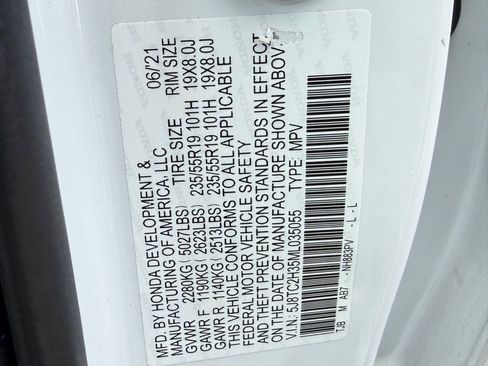 MFD. BY HONDA DEVELOPMENT & 06/'21
MANUFACTURING OF AMERICA, LLC
TIRE SIZE RIM SIZE
GVWR 2280KG ( 5027LBS)
GAWR F 1190KG ( 2623LBS) 235/55R19 101H 19X8.0J
GAWR R 1140KG ( 2513LBS) 235/55R19 101H 19X8.0J
THIS VEHICLE CONFORMS TO ALL APPLICABLE
FEDERAL MOTOR VEHICLE SAFETY
AND THEFT PREVENTION STANDARDS IN EFFECT
ON THE DATE OF MANUFACTURE SHOWN ABOVE.
V.I.N.: 5J8TC2H35ML035055 TYPE: MPV
TJB M AB7 - NH883PV - L - L